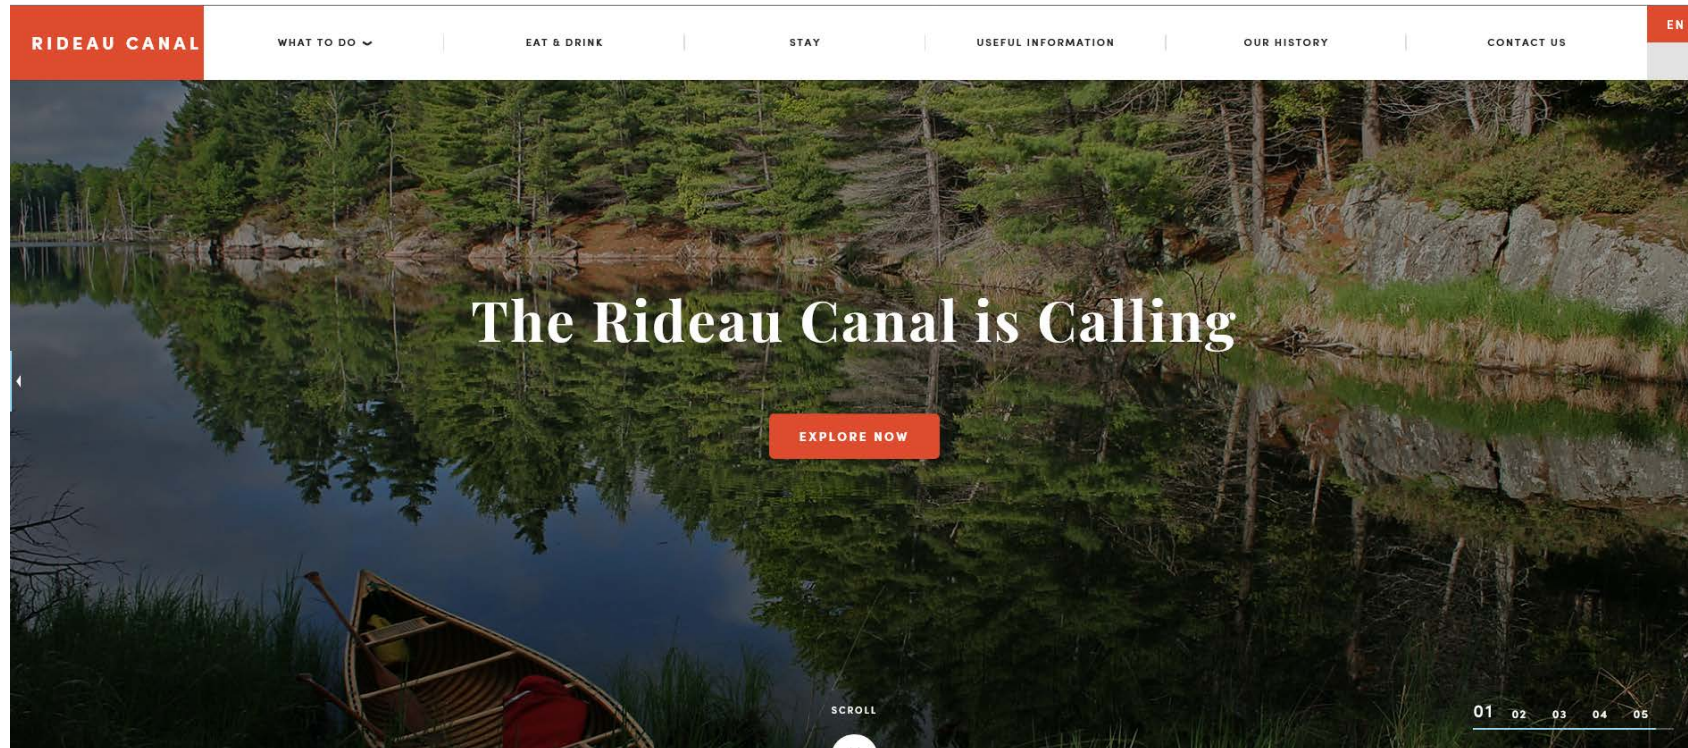 RIDEAU CANAL
WHAT TO DO
EAT & DRINK
STAY
USEFUL INFORMATION
OUR HISTORY
CONTACT US
EN
The Rideau Canal is Calling
EXPLORE NOW
SCROLL
01 02 03 04 05